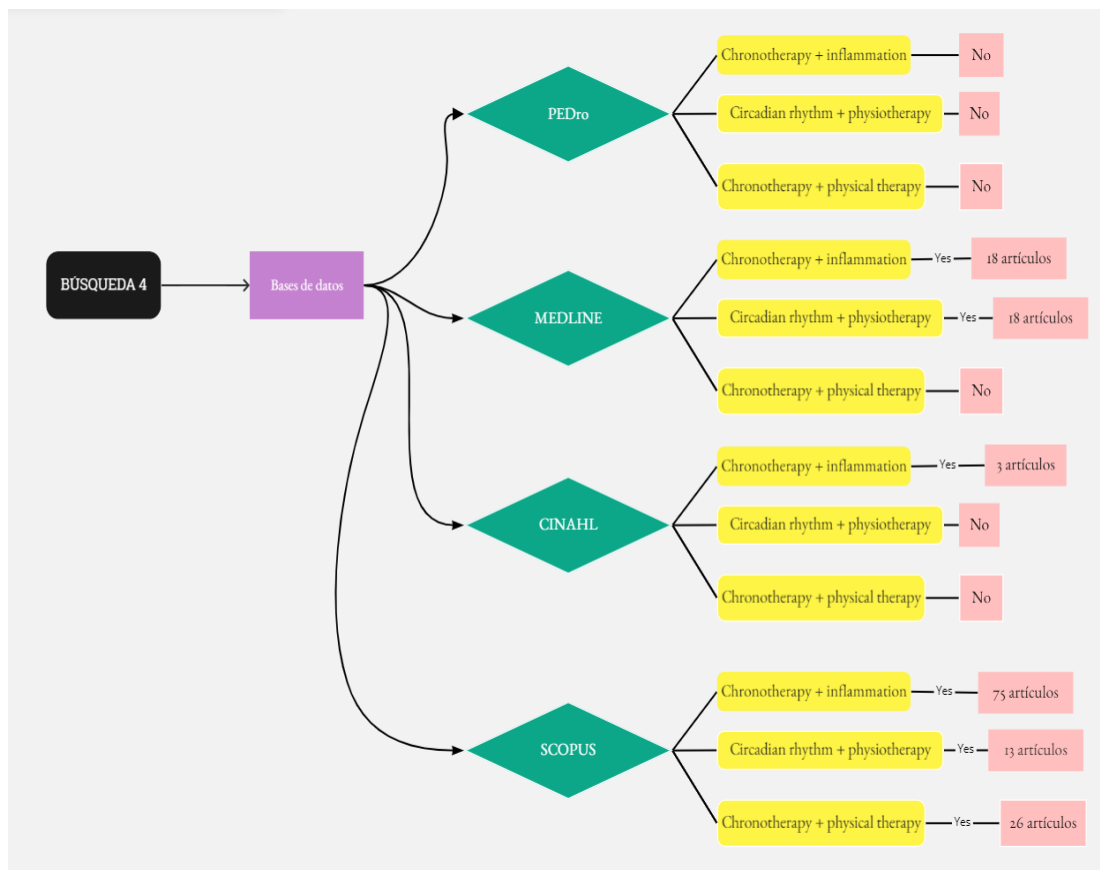 BÚSQUEDA 4
Bases de datos
PEDro
Chronotherapy + inflammation
No
Circadian rhythm + physiotherapy
No
Chronotherapy + physical therapy
No
MEDLINE
Chronotherapy + inflammation
Yes
18 artículos
Circadian rhythm + physiotherapy
Yes
18 artículos
Chronotherapy + physical therapy
No
CINAHL
Chronotherapy + inflammation
Yes
3 artículos
Circadian rhythm + physiotherapy
No
Chronotherapy + physical therapy
No
SCOPUS
Chronotherapy + inflammation
Yes
75 artículos
Circadian rhythm + physiotherapy
Yes
13 artículos
Chronotherapy + physical therapy
Yes
26 artículos